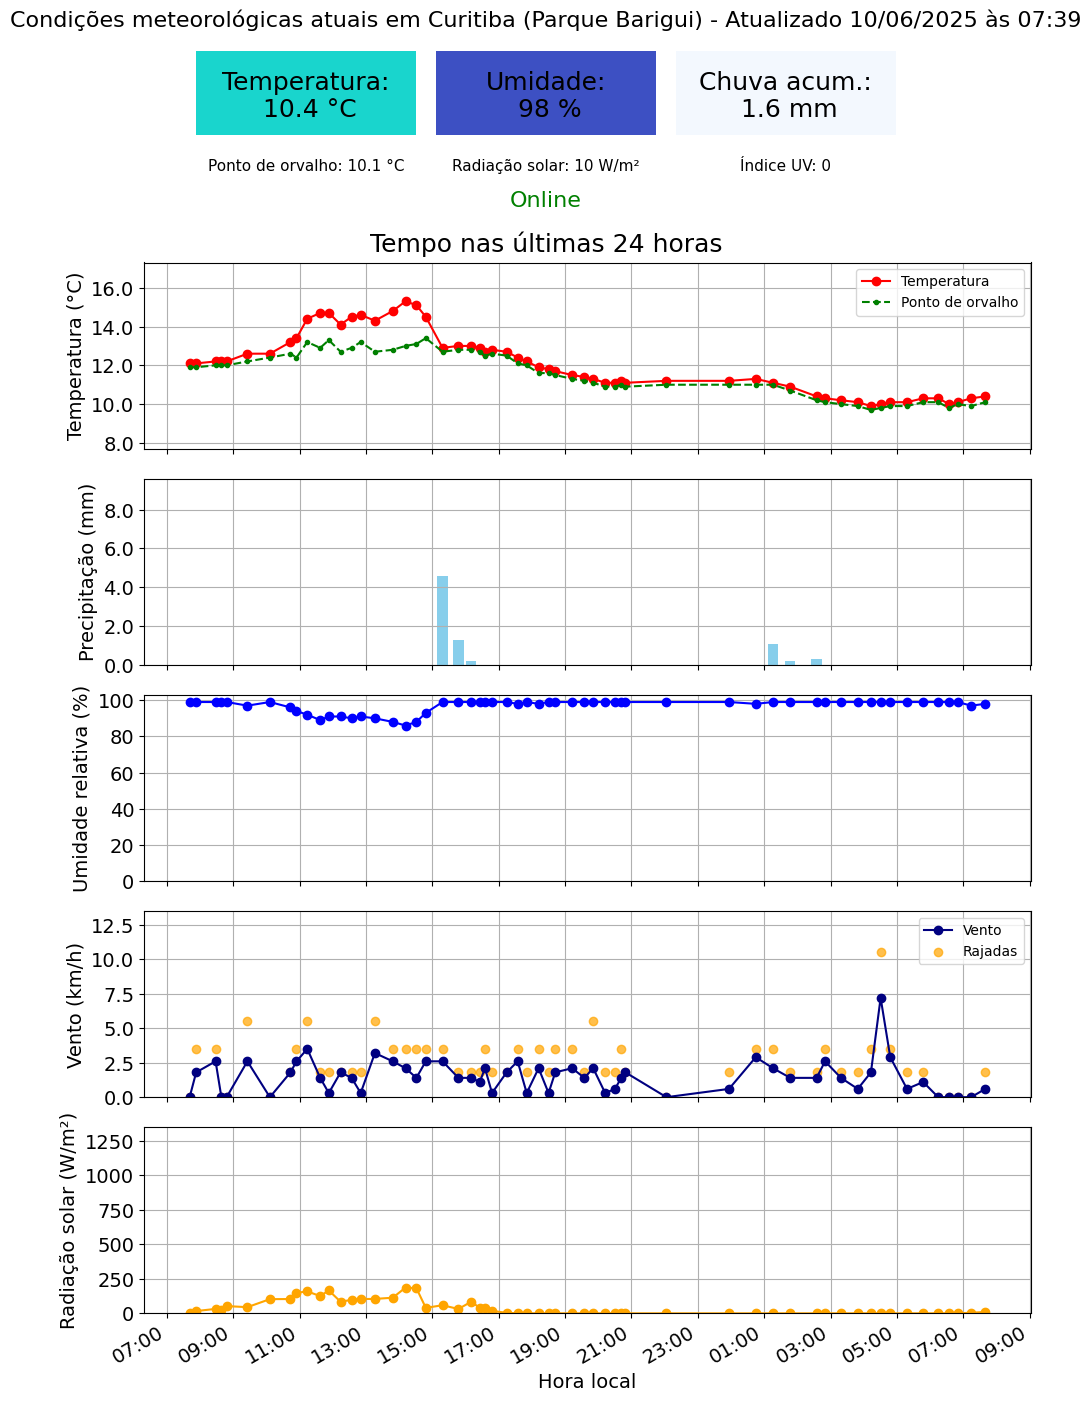 Condições meteorológicas atuais em Curitiba (Parque Barigui) - Atualizado 10/06/2025 às 07:39
Temperatura:
10.4 °C
Umidade:
98 %
Chuva acum.:
1.6 mm
Ponto de orvalho: 10.1 °C
Radiação solar: 10 W/m²
Índice UV: 0
Online
Tempo nas últimas 24 horas
Temperatura (°C)
16.0
14.0
12.0
10.0
8.0
Temperatura
Ponto de orvalho
Precipitação (mm)
8.0
6.0
4.0
2.0
0.0
Umidade relativa (%)
100
80
60
40
20
0
Vento (km/h)
12.5
10.0
7.5
5.0
2.5
0.0
Vento
Rajadas
Radiação solar (W/m²)
1250
1000
750
500
250
0
07:00
09:00
11:00
13:00
15:00
17:00
19:00
21:00
23:00
01:00
03:00
05:00
07:00
09:00
Hora local